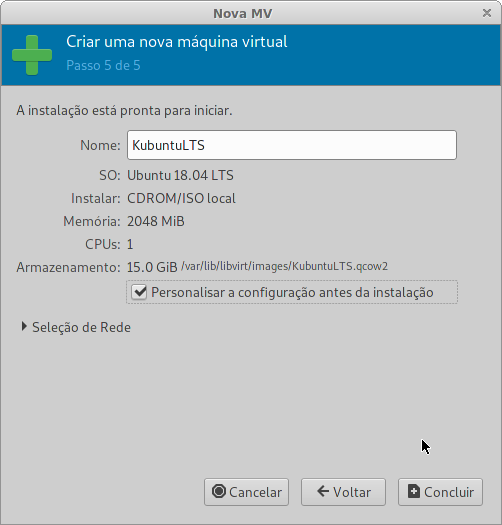 Nova MV
Criar uma nova máquina virtual
Passo 5 de 5
A instalação está pronta para iniciar.
Nome: KubuntuLTS
SO: Ubuntu 18.04 LTS
Instalar: CDROM/ISO local
Memória: 2048 MiB
CPUs: 1
Armazenamento: 15.0 GiB /var/lib/libvirt/images/KubuntuLTS.qcow2
Personalisar a configuração antes da instalação
Seleção de Rede
Cancelar Voltar Concluir